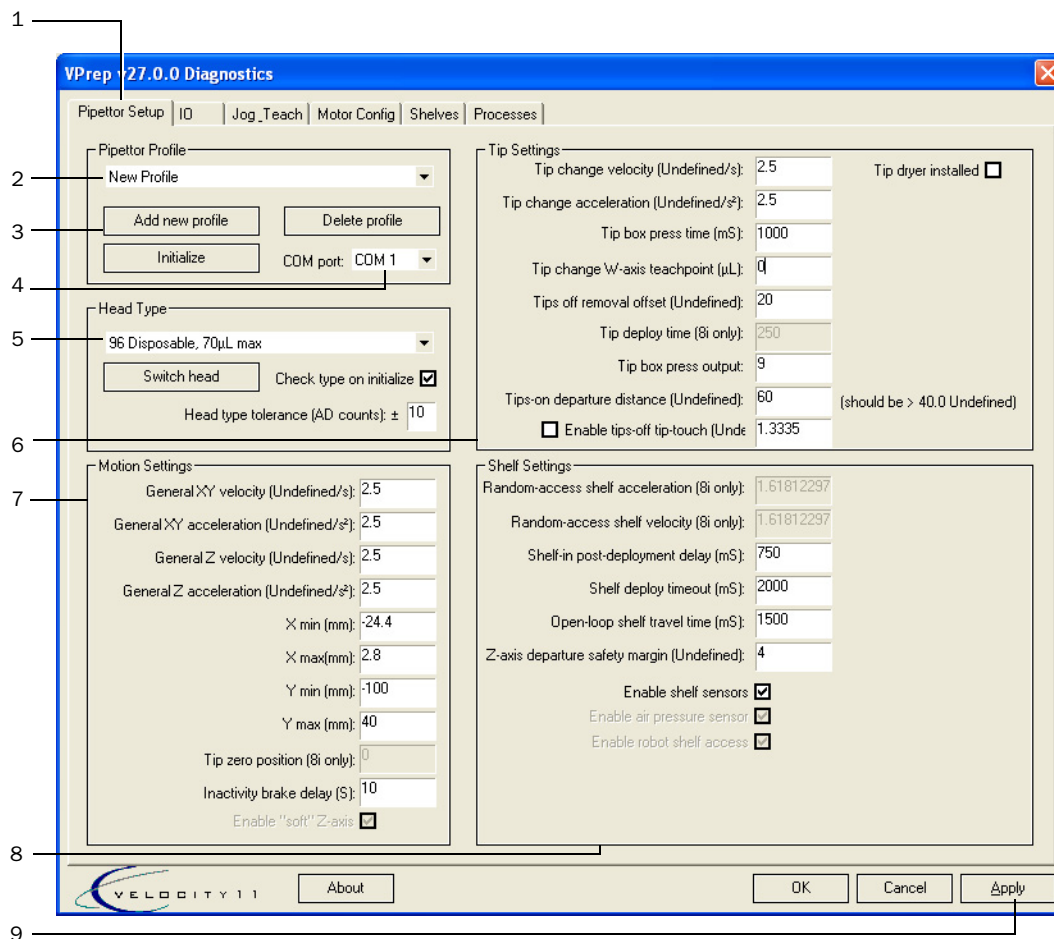 1
VPrep v27.0.0 Diagnostics
Pipettor Setup IO Jog_Teach Motor Config Shelves Processes
Pipettor Profile
2
New Profile
Add new profile Delete profile
3
Initialize COM port: COM 1
4
Head Type
5
96 Disposable, 70µL max
Switch head Check type on initialize
Head type tolerance (AD counts): ± 10
6
Tip Settings
Tip change velocity (Undefined/s): 2.5 Tip dryer installed
Tip change acceleration (Undefined/s²): 2.5
Tip box press time (mS): 1000
Tip change W-axis teachpoint (µL): 0
Tips off removal offset (Undefined): 20
Tip deploy time (8i only): 250
Tip box press output: 9
Tips-on departure distance (Undefined): 60 (should be > 40.0 Undefined)
Enable tips-off tip-touch (Unde 1.3335
Motion Settings
7
General XY velocity (Undefined/s): 2.5
General XY acceleration (Undefined/s²): 2.5
General Z velocity (Undefined/s): 2.5
General Z acceleration (Undefined/s²): 2.5
X min (mm): -24.4
X max(mm): 2.8
Y min (mm): -100
Y max (mm): 40
Tip zero position (8i only): 0
Inactivity brake delay (S): 10
Enable "soft" Z-axis
Shelf Settings
Random-access shelf acceleration (8i only): 1.61812297
Random-access shelf velocity (8i only): 1.61812297
Shelf-in post-deployment delay (mS): 750
Shelf deploy timeout (mS): 2000
Open-loop shelf travel time (mS): 1500
Z-axis departure safety margin (Undefined): 4
Enable shelf sensors
Enable air pressure sensor
Enable robot shelf access
8
VELOCITY11 About OK Cancel Apply
9